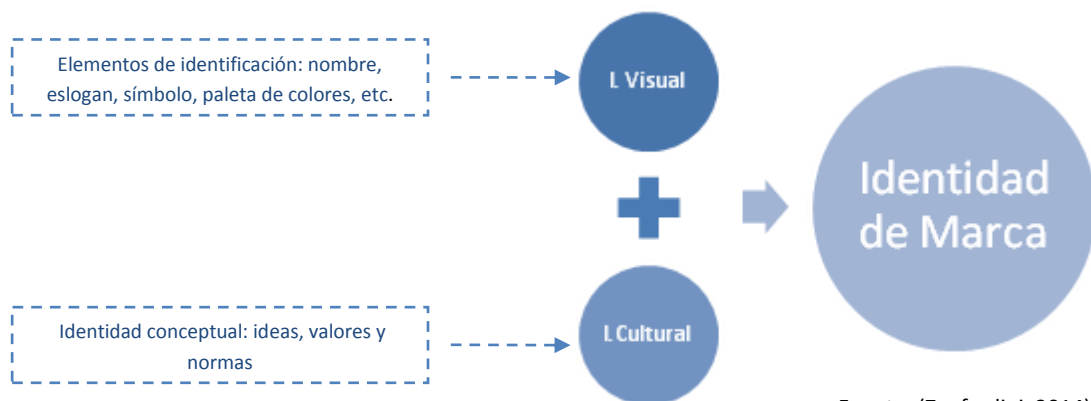 Elementos de identificación: nombre,
eslogan, símbolo, paleta de colores, etc.
I. Visual
Identidad
de Marca
Identidad conceptual: ideas, valores y
normas
I. Cultural